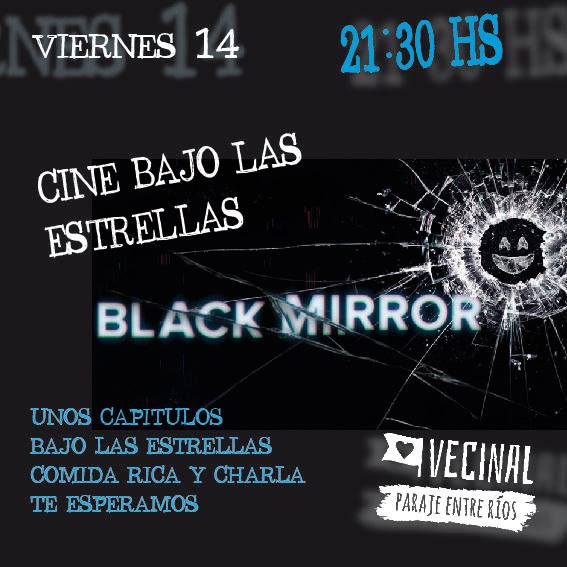 VIERNES 14
21:30 HS
CINE BAJO LAS
ESTRELLAS
BLACK MIRROR
UNOS CAPITULOS
BAJO LAS ESTRELLAS
COMIDA RICA Y CHARLA
TE ESPERAMOS
VECINAL
PARAJE ENTRE RÍOS